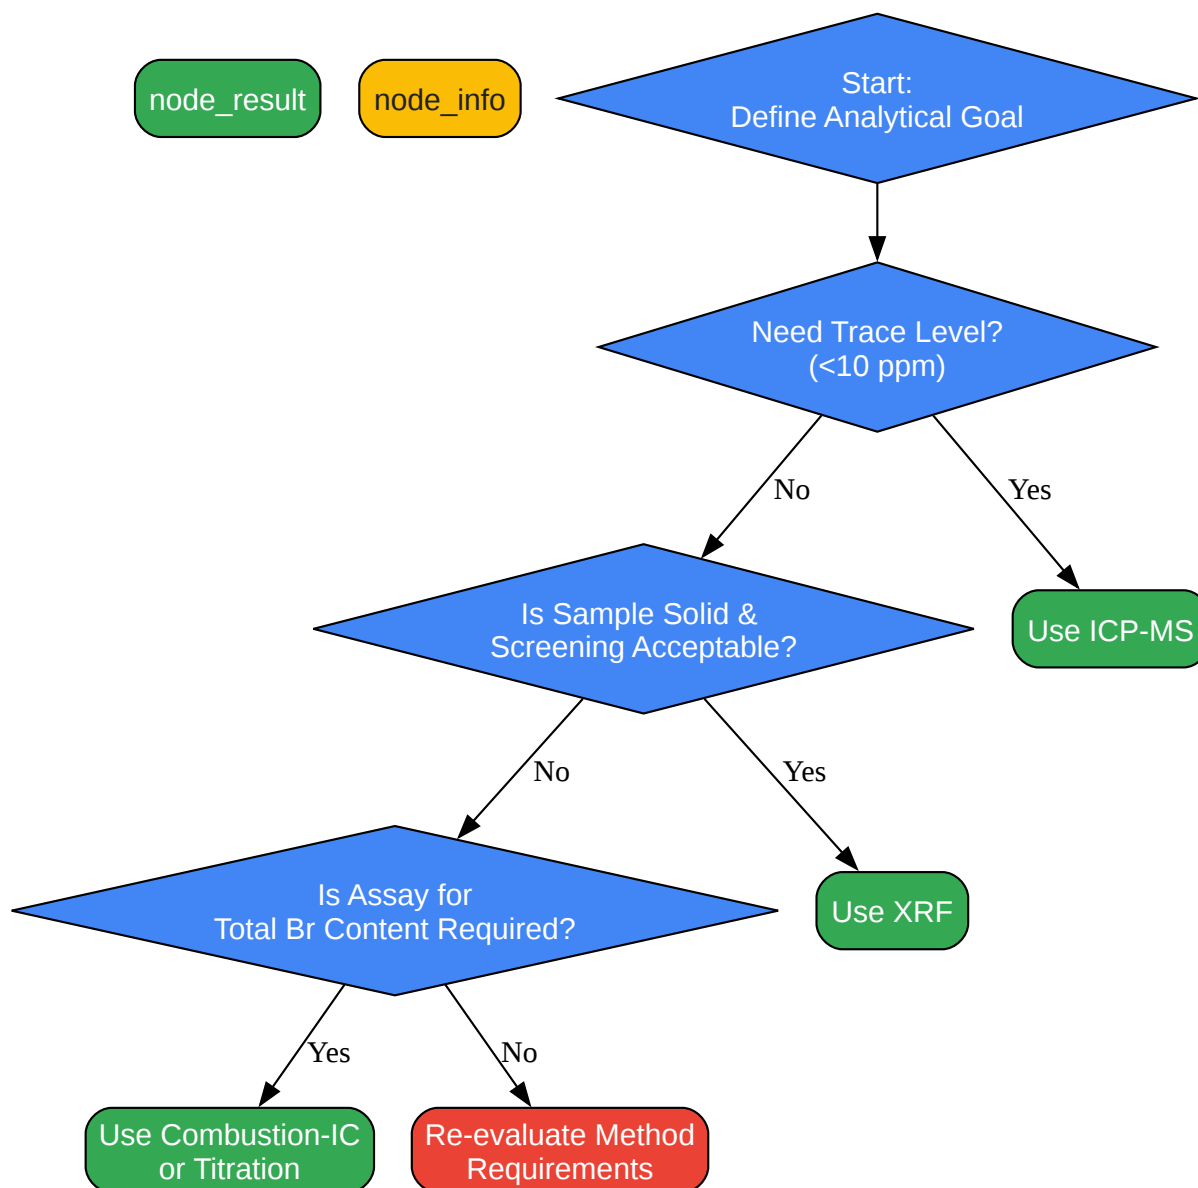 node_result
node_info
Start:
Define Analytical Goal
Need Trace Level?
(<10 ppm)
No
Yes
Is Sample Solid &
Screening Acceptable?
Use ICP-MS
No
Yes
Is Assay for
Total Br Content Required?
Use XRF
Yes
No
Use Combustion-IC
or Titration
Re-evaluate Method
Requirements